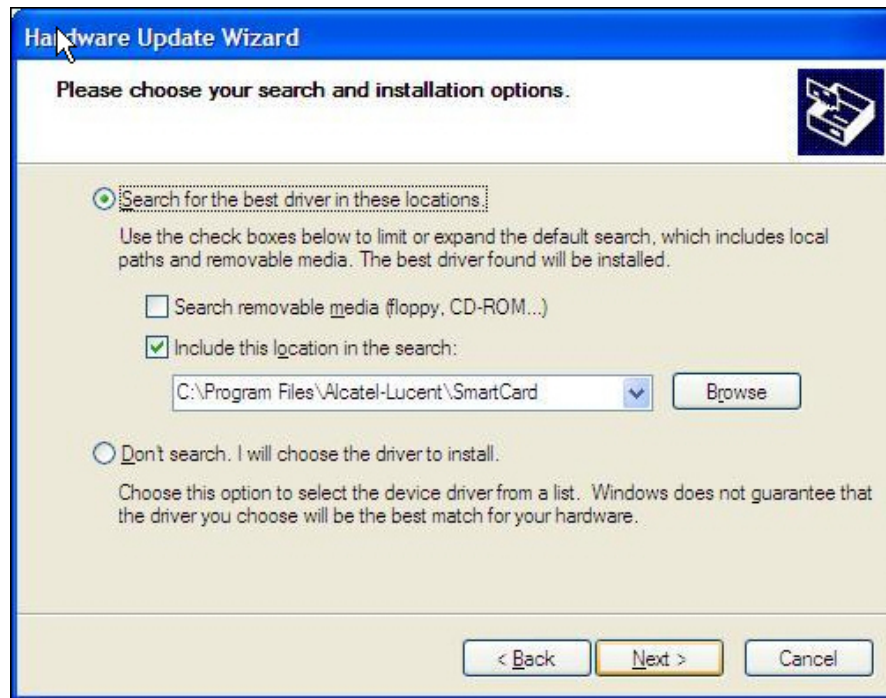 Hardware Update Wizard
Please choose your search and installation options.
Search for the best driver in these locations.
Use the check boxes below to limit or expand the default search, which includes local
paths and removable media. The best driver found will be installed.
Search removable media (floppy, CD-ROM...)
Include this location in the search:
C:\Program Files\Alcatel-Lucent\SmartCard
Browse
Don't search. I will choose the driver to install.
Choose this option to select the device driver from a list. Windows does not guarantee that
the driver you choose will be the best match for your hardware.
< Back
Next >
Cancel